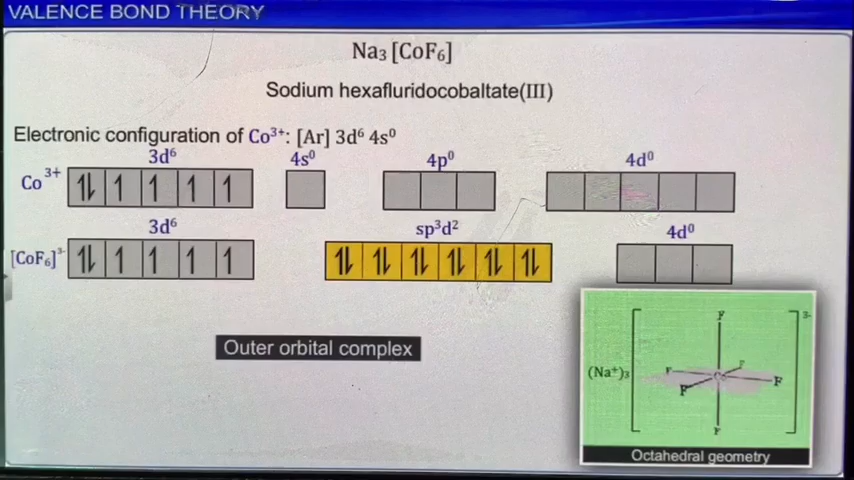 VALENCE BOND THEORY
Na₃ [CoF₆]
Sodium hexafluridocobaltate(III)
Electronic configuration of Co³⁺: [Ar] 3d⁶ 4s⁰
3d⁶ 4s⁰ 4p⁰ 4d⁰
Co³⁺ ⥮ ↿ ↿ ↿ ↿
3d⁶ sp³d² 4d⁰
[CoF₆]³⁻ ⥮ ↿ ↿ ↿ ↿ ⥮ ⥮ ⥮ ⥮ ⥮ ⥮
Outer orbital complex
F 3-
F F
(Na⁺)₃ Co F
F
F
Octahedral geometry